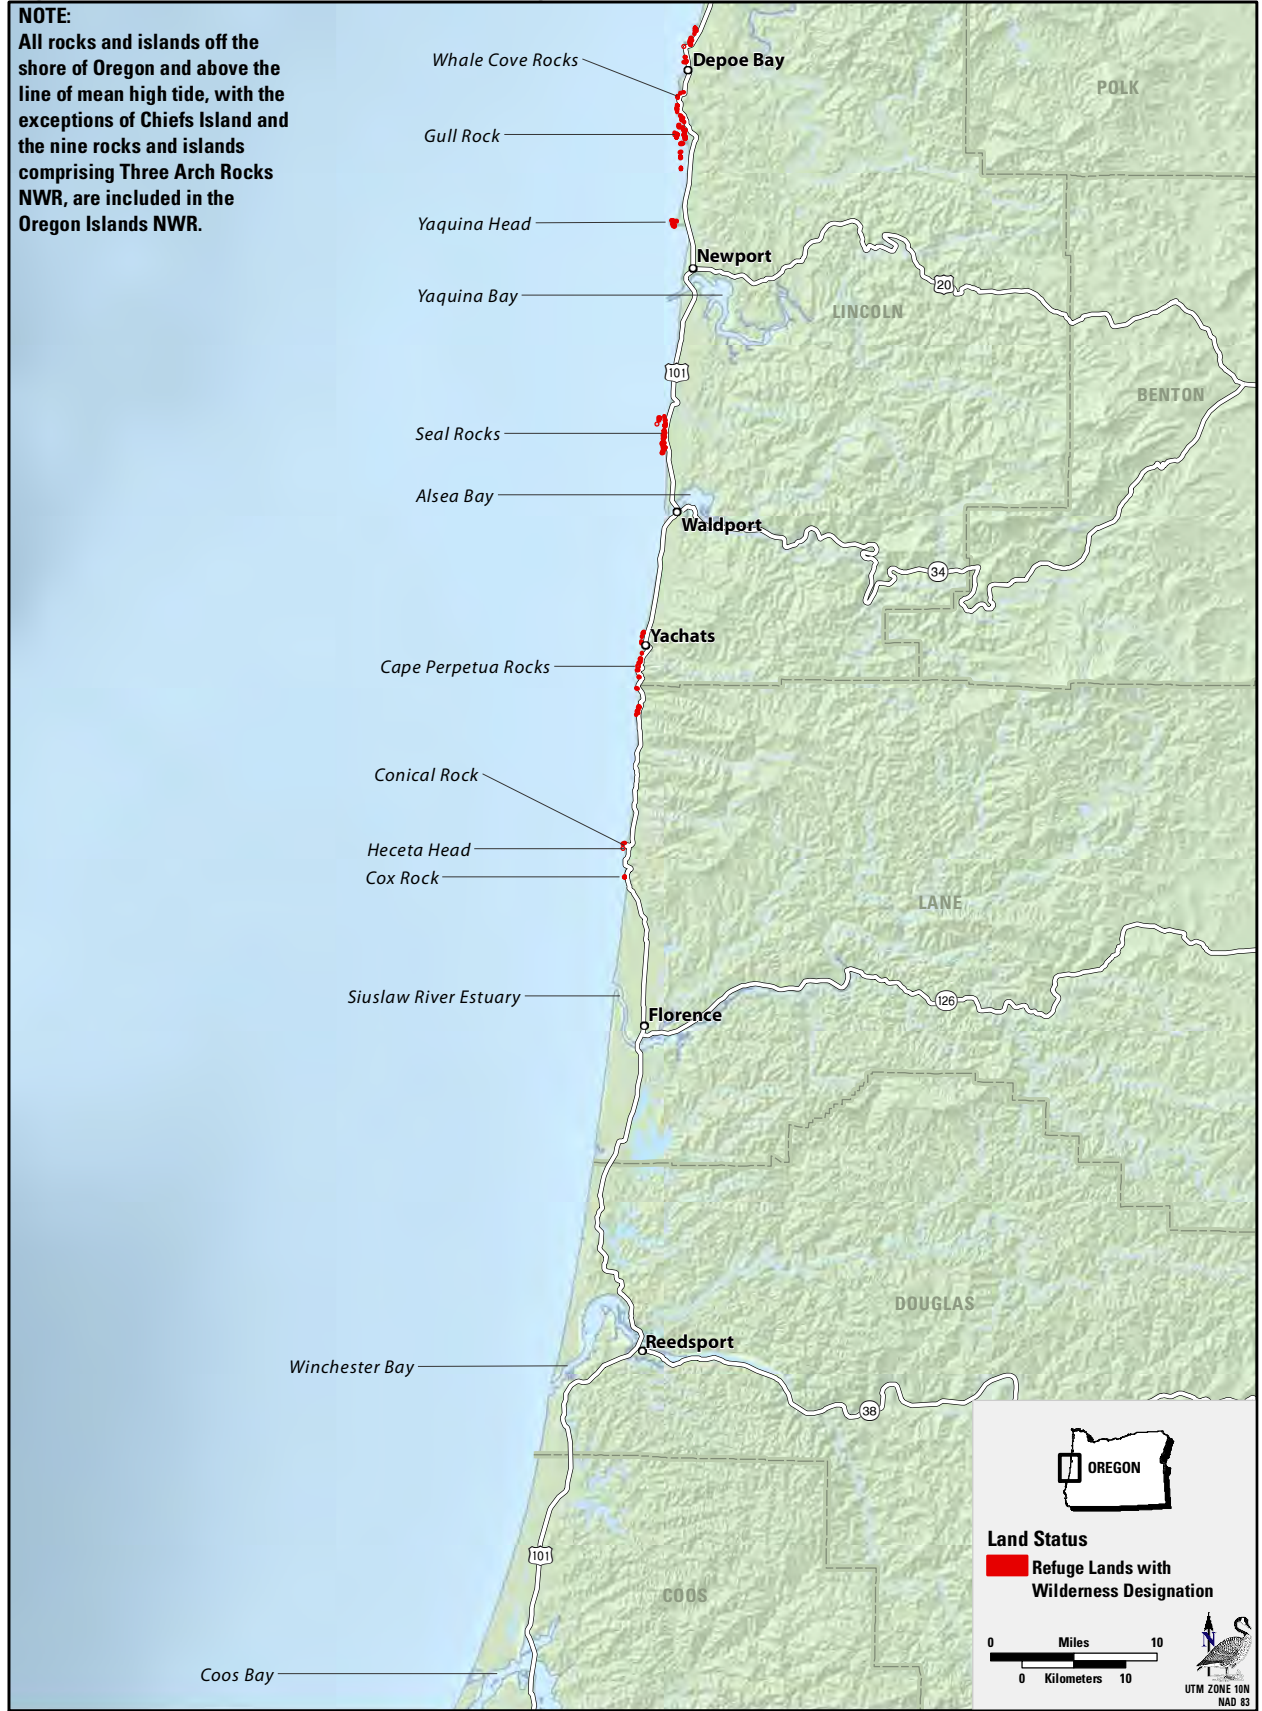 NOTE:
All rocks and islands off the
shore of Oregon and above the
line of mean high tide, with the
exceptions of Chiefs Island and
the nine rocks and islands
comprising Three Arch Rocks
NWR, are included in the
Oregon Islands NWR.
Whale Cove Rocks
Depoe Bay
POLK
Gull Rock
Yaquina Head
Newport
Yaquina Bay
20
LINCOLN
101
BENTON
Seal Rocks
Alsea Bay
Waldport
34
Yachats
Cape Perpetua Rocks
Conical Rock
Heceta Head
Cox Rock
LANE
Siuslaw River Estuary
126
Florence
DOUGLAS
Reedsport
Winchester Bay
38
OREGON
Land Status
Refuge Lands with
Wilderness Designation
101
COOS
Coos Bay
0 Miles 10
0 Kilometers 10
N
UTM ZONE 10N
NAD 83